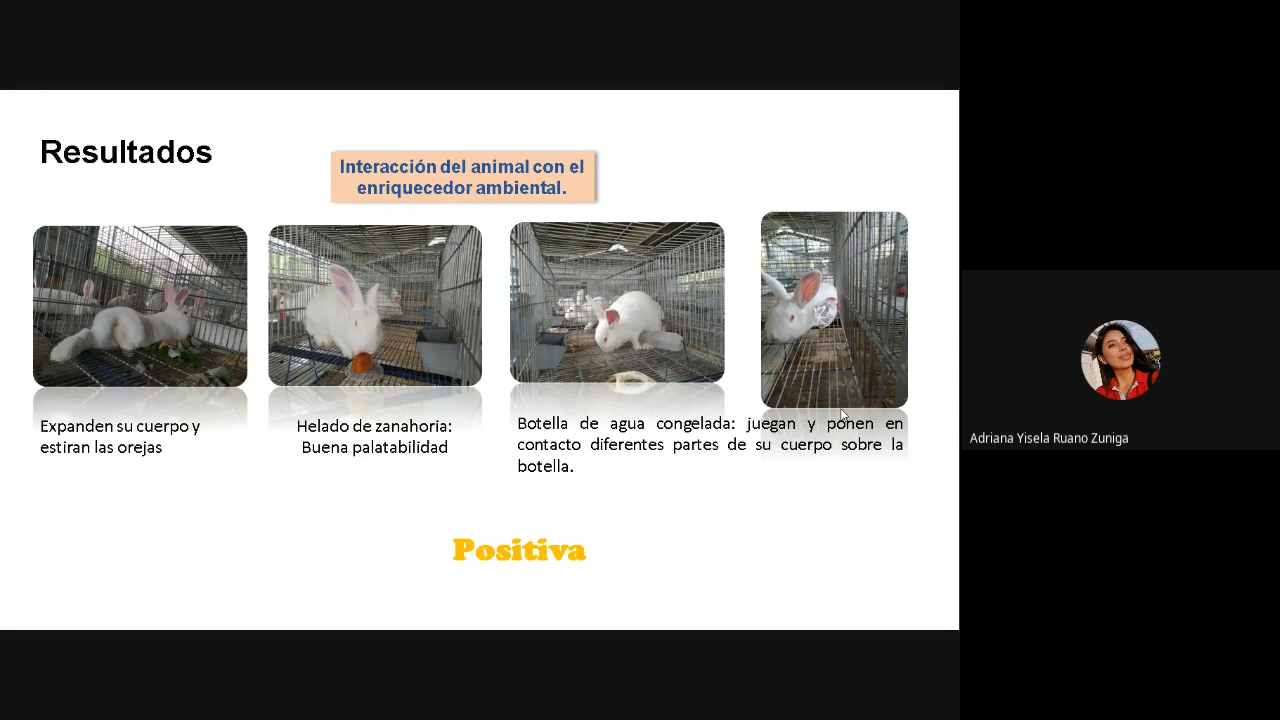 Resultados
Interacción del animal con el
enriquecedor ambiental.
Expanden su cuerpo y
estiran las orejas
Helado de zanahoria:
Buena palatabilidad
Botella de agua congelada: juegan y ponen en
contacto diferentes partes de su cuerpo sobre la
botella.
Positiva
Adriana Yisela Ruano Zuniga